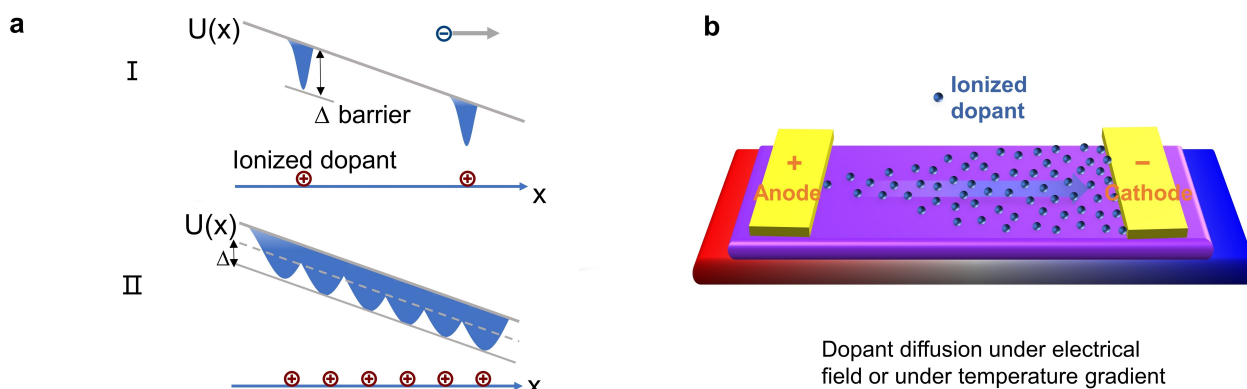 a
U(x)
I
Δ barrier
Ionized dopant
x
U(x)
Δ
II
x
b
Ionized
dopant
+
−
Anode
Cathode
Dopant diffusion under electrical
field or under temperature gradient